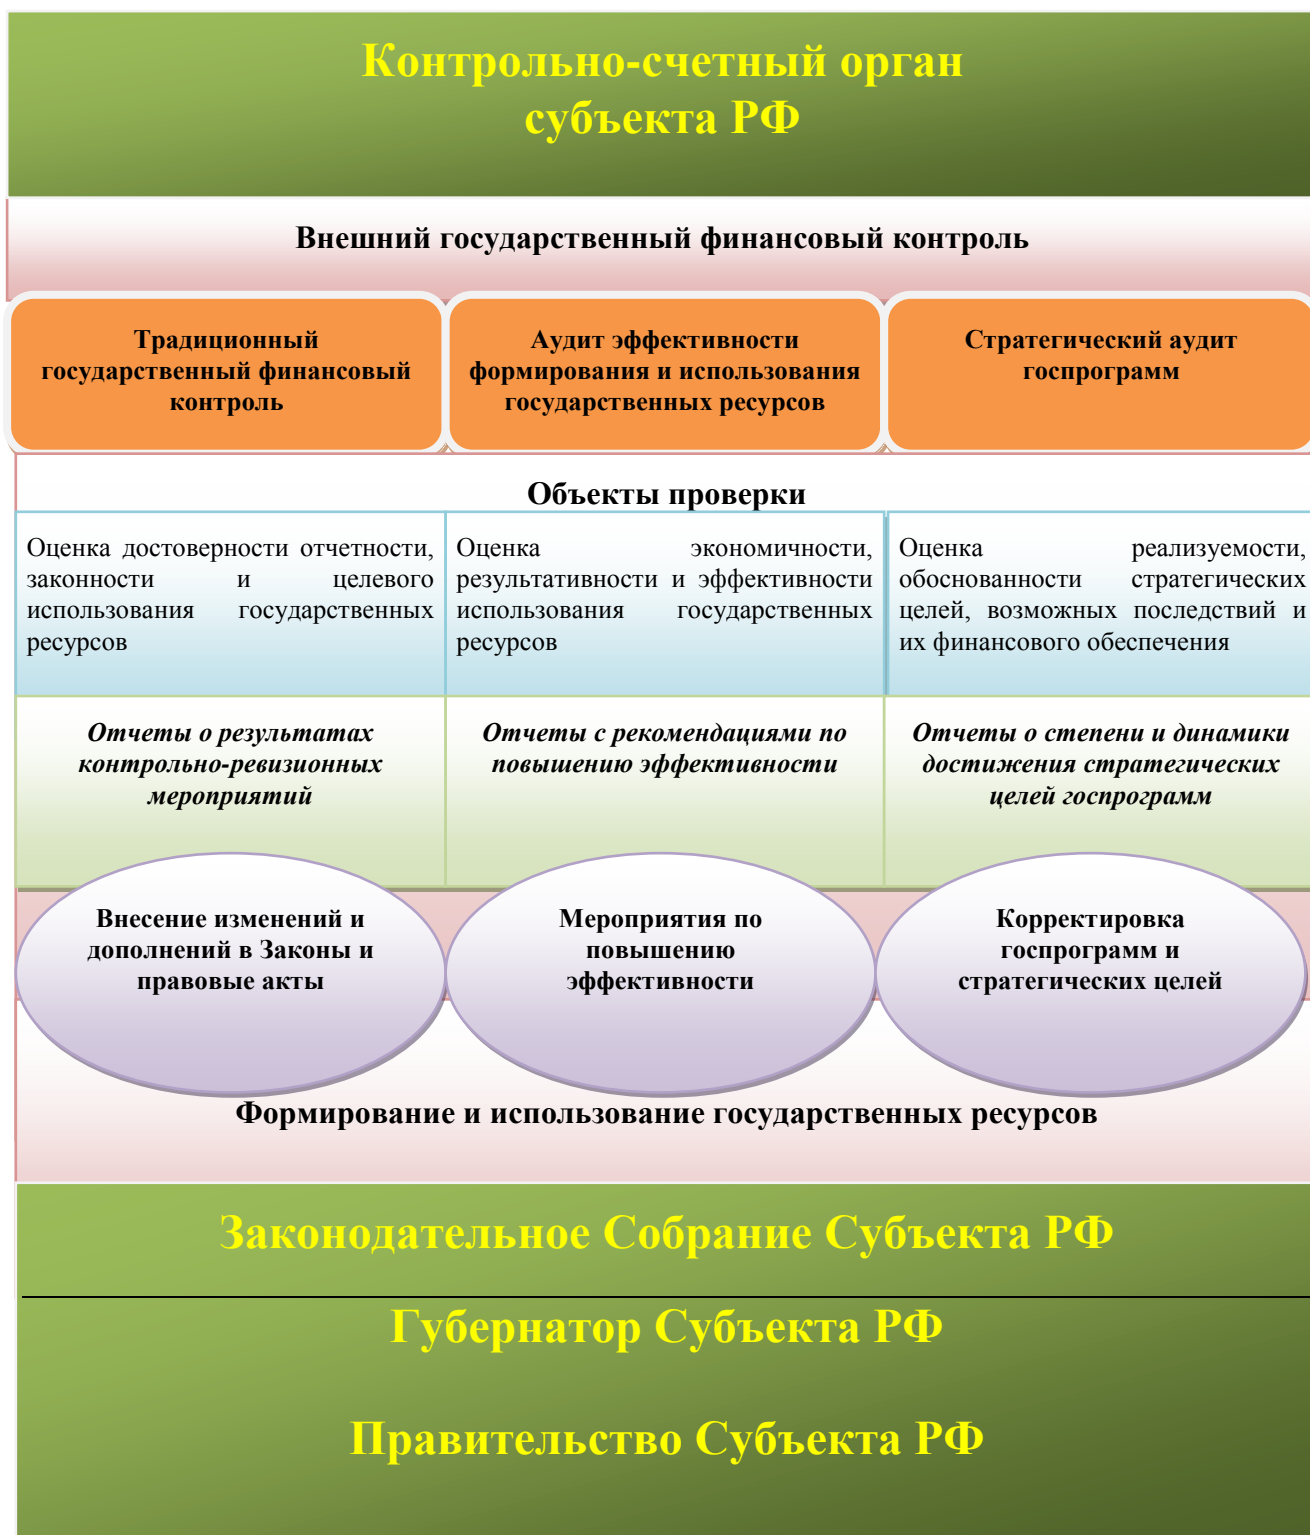 Контрольно-счетный орган
субъекта РФ
Внешний государственный финансовый контроль
Традиционный
государственный финансовый
контроль
Аудит эффективности
формирования и использования
государственных ресурсов
Стратегический аудит
госпрограмм
Объекты проверки
Оценка достоверности отчетности,
законности и целевого
использования государственных
ресурсов
Оценка экономичности,
результативности и эффективности
использования государственных
ресурсов
Оценка реализуемости,
обоснованности стратегических
целей, возможных последствий и
их финансового обеспечения
Отчеты о результатах
контрольно-ревизионных
мероприятий
Отчеты с рекомендациями по
повышению эффективности
Отчеты о степени и динамики
достижения стратегических
целей госпрограмм
Внесение изменений и
дополнений в Законы и
правовые акты
Мероприятия по
повышению
эффективности
Корректировка
госпрограмм и
стратегических целей
Формирование и использование государственных ресурсов
Законодательное Собрание Субъекта РФ
Губернатор Субъекта РФ
Правительство Субъекта РФ